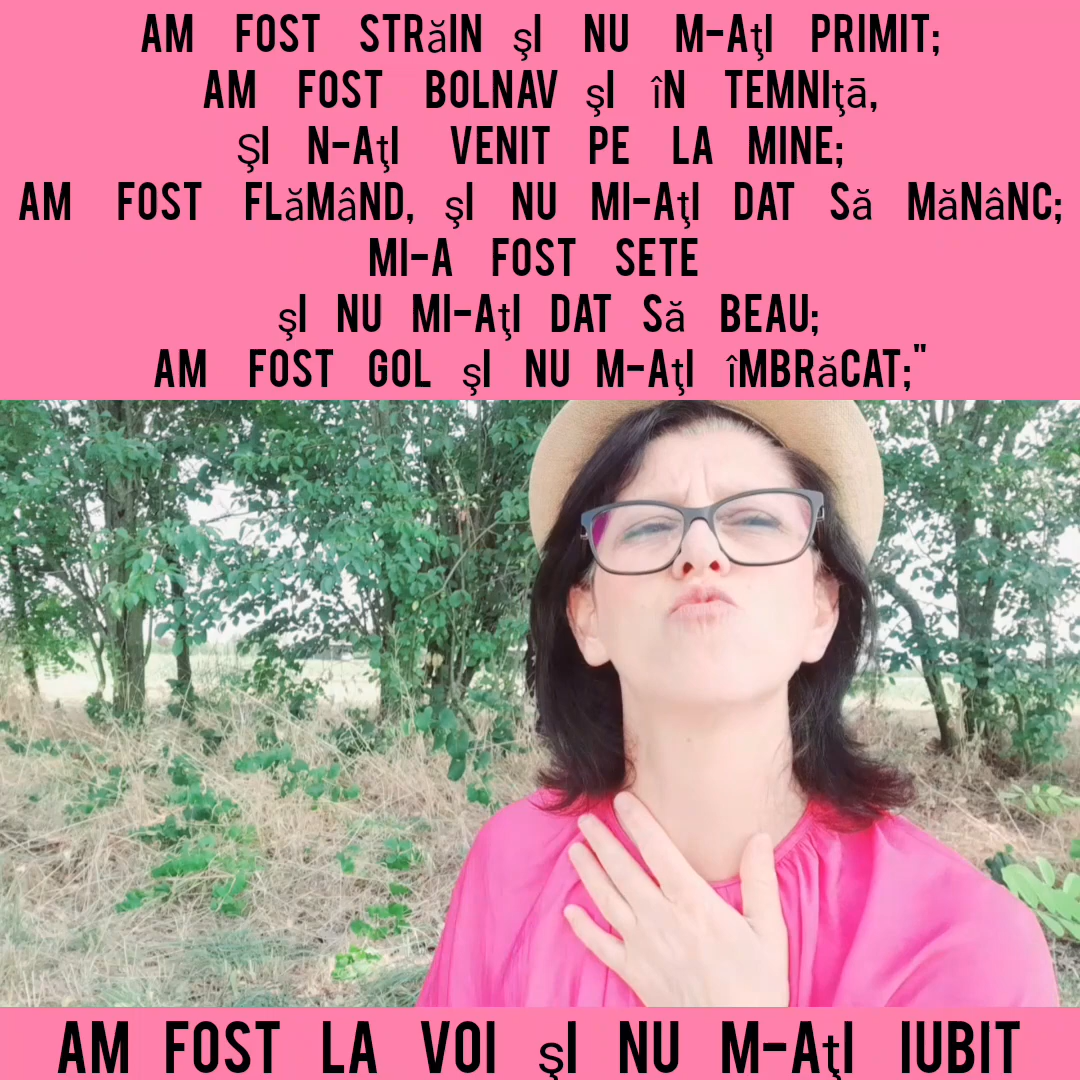 AM FOST STRăIN şI NU M-AţI PRIMIT;
AM FOST BOLNAV şI îN TEMNIţā,
ŞI N-AţI VENIT PE LA MINE;
AM FOST FLăMâND, şI NU MI-AţI DAT Să MăNâNC;
MI-A FOST SETE
şI NU MI-AţI DAT Să BEAU;
AM FOST GOL şI NU M-AţI îMBRăCAT;"
AM FOST LA VOI şI NU M-AţI IUBIT